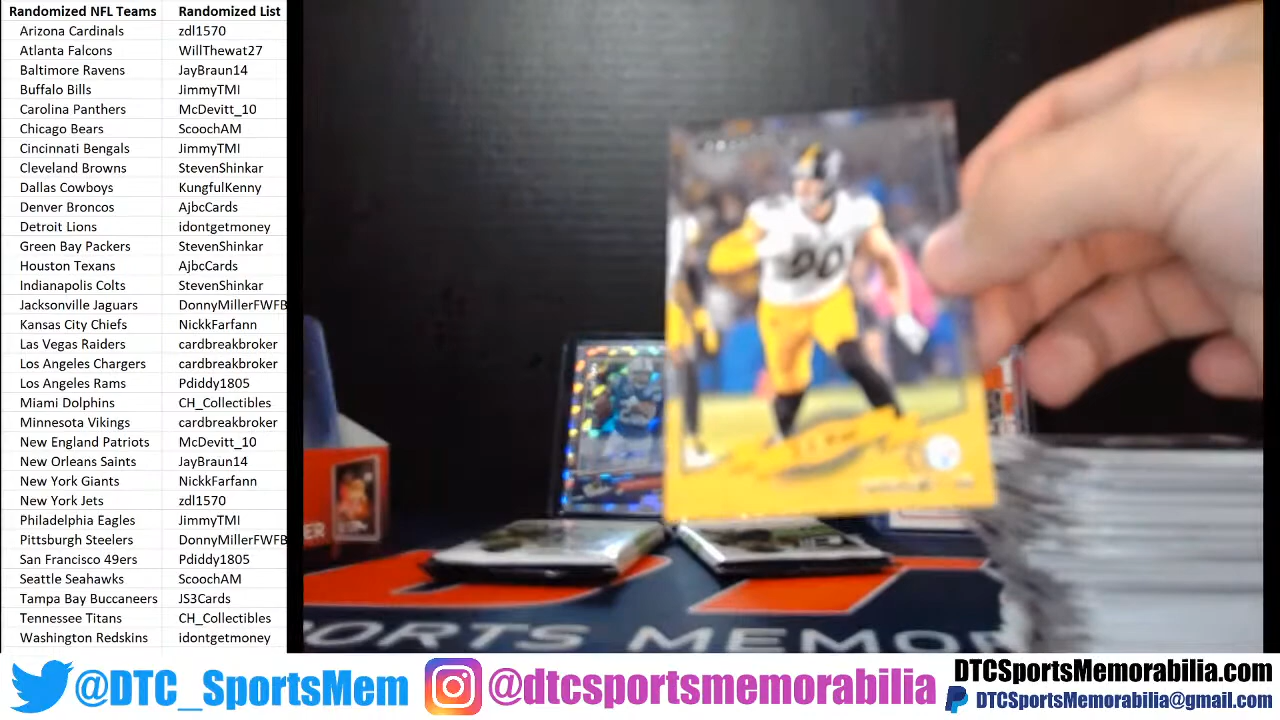 Randomized NFL Teams Randomized List
Arizona Cardinals zdl1570
Atlanta Falcons WillThewat27
Baltimore Ravens JayBraun14
Buffalo Bills JimmyTMI
Carolina Panthers McDevitt_10
Chicago Bears ScoochAM
Cincinnati Bengals JimmyTMI
Cleveland Browns StevenShinkar
Dallas Cowboys KungfulKenny
Denver Broncos AjbcCards
Detroit Lions idontgetmoney
Green Bay Packers StevenShinkar
Houston Texans AjbcCards
Indianapolis Colts StevenShinkar
Jacksonville Jaguars DonnyMillerFWFB
Kansas City Chiefs NickkFarfann
Las Vegas Raiders cardbreakbroker
Los Angeles Chargers cardbreakbroker
Los Angeles Rams Pdiddy1805
Miami Dolphins CH_Collectibles
Minnesota Vikings cardbreakbroker
New England Patriots McDevitt_10
New Orleans Saints JayBraun14
New York Giants NickkFarfann
New York Jets zdl1570
Philadelphia Eagles JimmyTMI
Pittsburgh Steelers DonnyMillerFWFB
San Francisco 49ers Pdiddy1805
Seattle Seahawks ScoochAM
Tampa Bay Buccaneers JS3Cards
Tennessee Titans CH_Collectibles
Washington Redskins idontgetmoney
90
ORTS MEMOR
@DTC_SportsMem
@dtcsportsmemorabilia
DTCSportsMemorabilia.com
DTCSportsMemorabilia@gmail.com